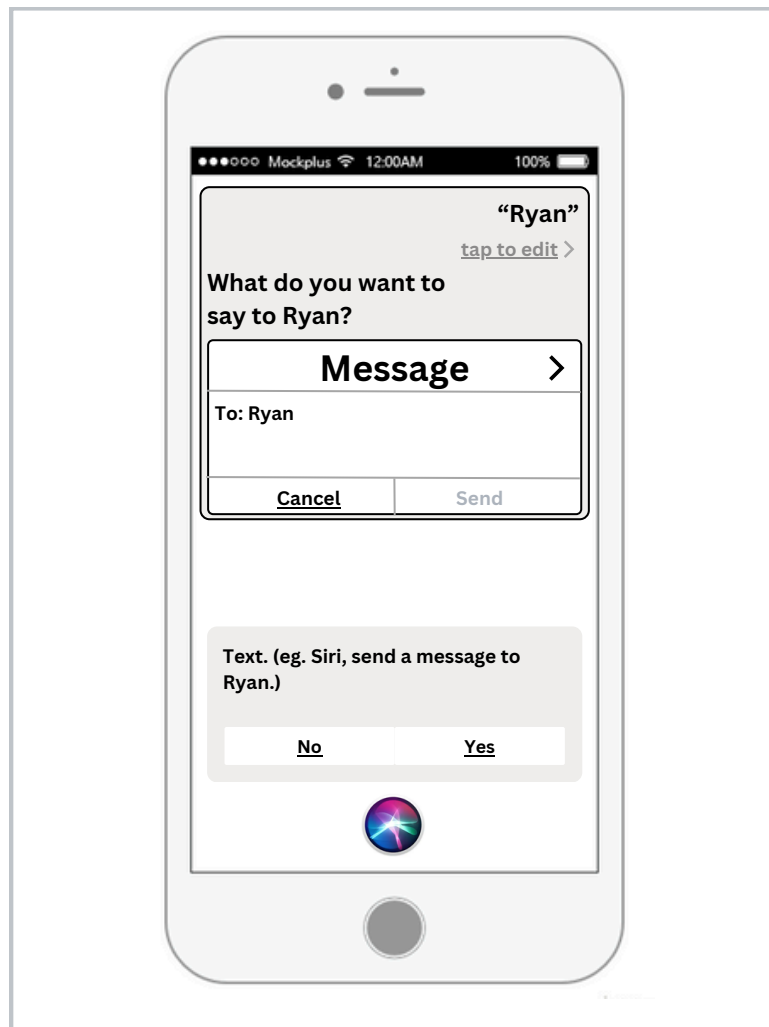 Mockplus 12:00AM 100%
“Ryan”
tap to edit >
What do you want to
say to Ryan?
Message >
To: Ryan
Cancel Send
Text. (eg. Siri, send a message to
Ryan.)
No Yes